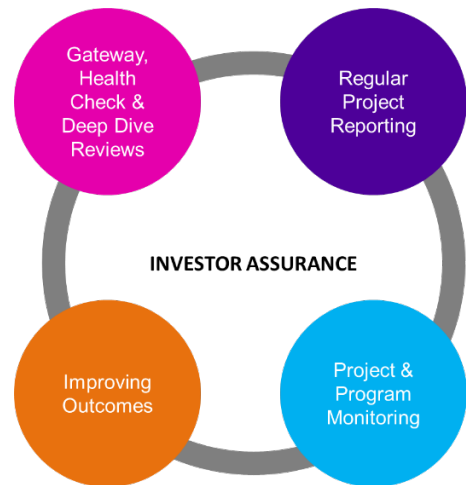 Gateway,
Health
Check &
Deep Dive
Reviews
Regular
Project
Reporting
INVESTOR ASSURANCE
Improving
Outcomes
Project &
Program
Monitoring